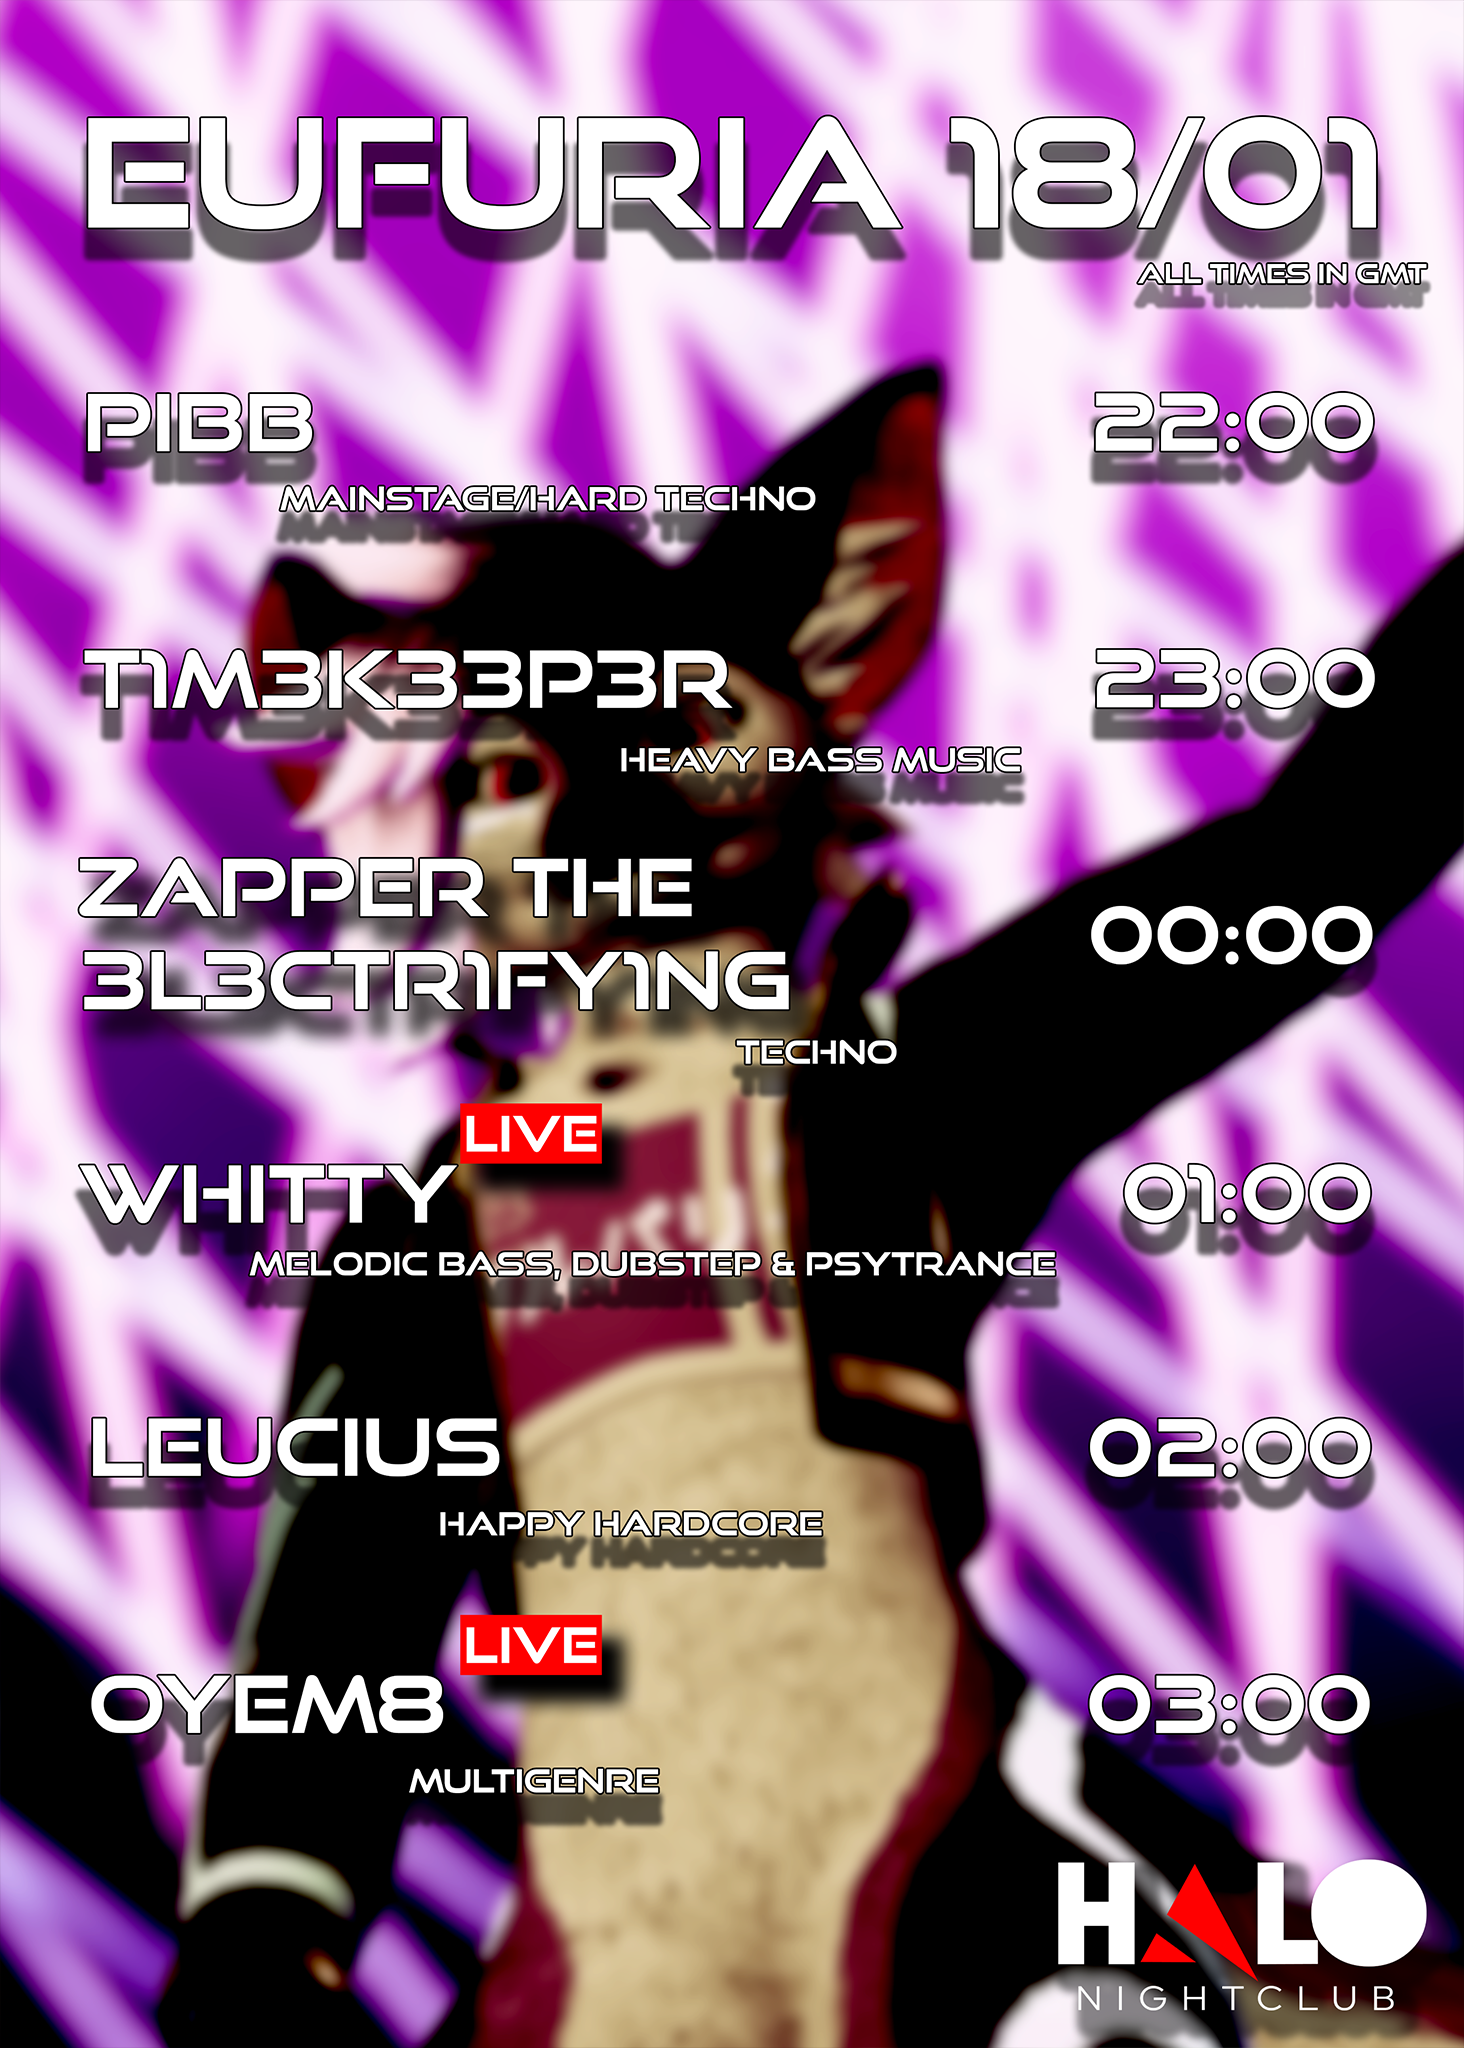 EUFURIA 18/01
ALL TIMES IN GMT
PIBB 22:00
MAINSTAGE/HARD TECHNO
T1M3K33P3R 23:00
HEAVY BASS MUSIC
ZAPPER THE
3L3CTR1FY1NG 00:00
TECHNO
LIVE
WHITTY 01:00
MELODIC BASS, DUBSTEP & PSYTRANCE
LEUCIUS 02:00
HAPPY HARDCORE
LIVE
OYEM8 03:00
MULTIGENRE
HALO
NIGHTCLUB